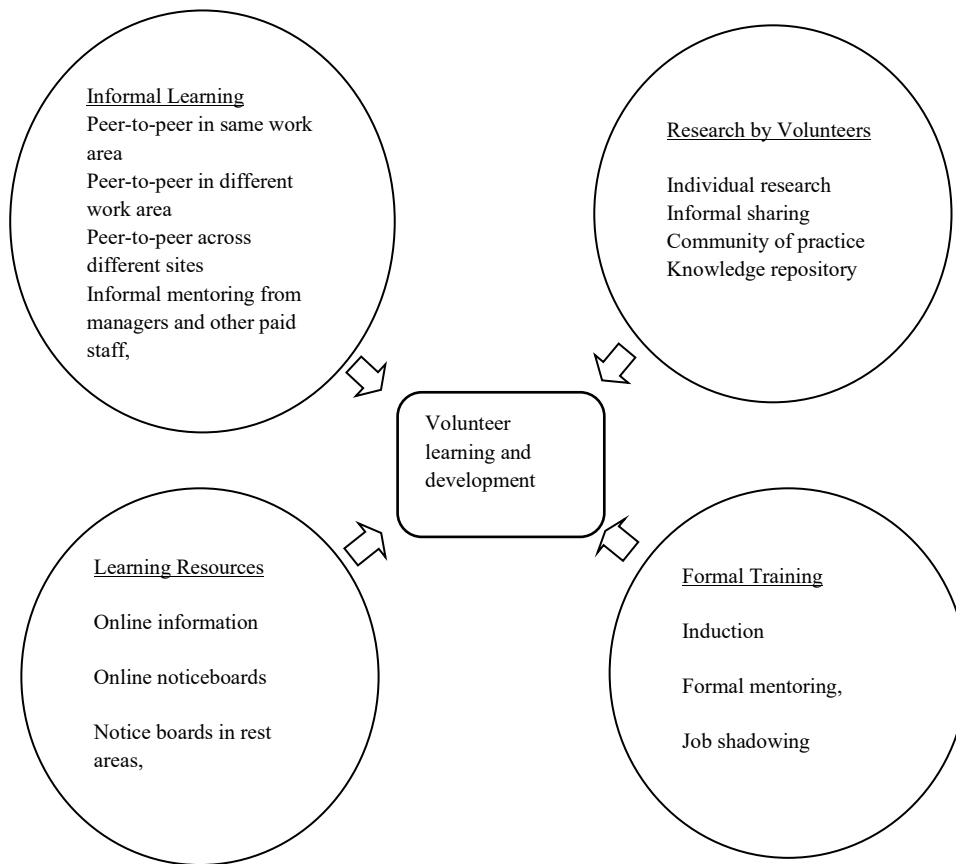 Informal Learning
Peer-to-peer in same work
area
Peer-to-peer in different
work area
Peer-to-peer across
different sites
Informal mentoring from
managers and other paid
staff,
Research by Volunteers
Individual research
Informal sharing
Community of practice
Knowledge repository
Volunteer
learning and
development
Learning Resources
Online information
Online noticeboards
Notice boards in rest
areas,
Formal Training
Induction
Formal mentoring,
Job shadowing